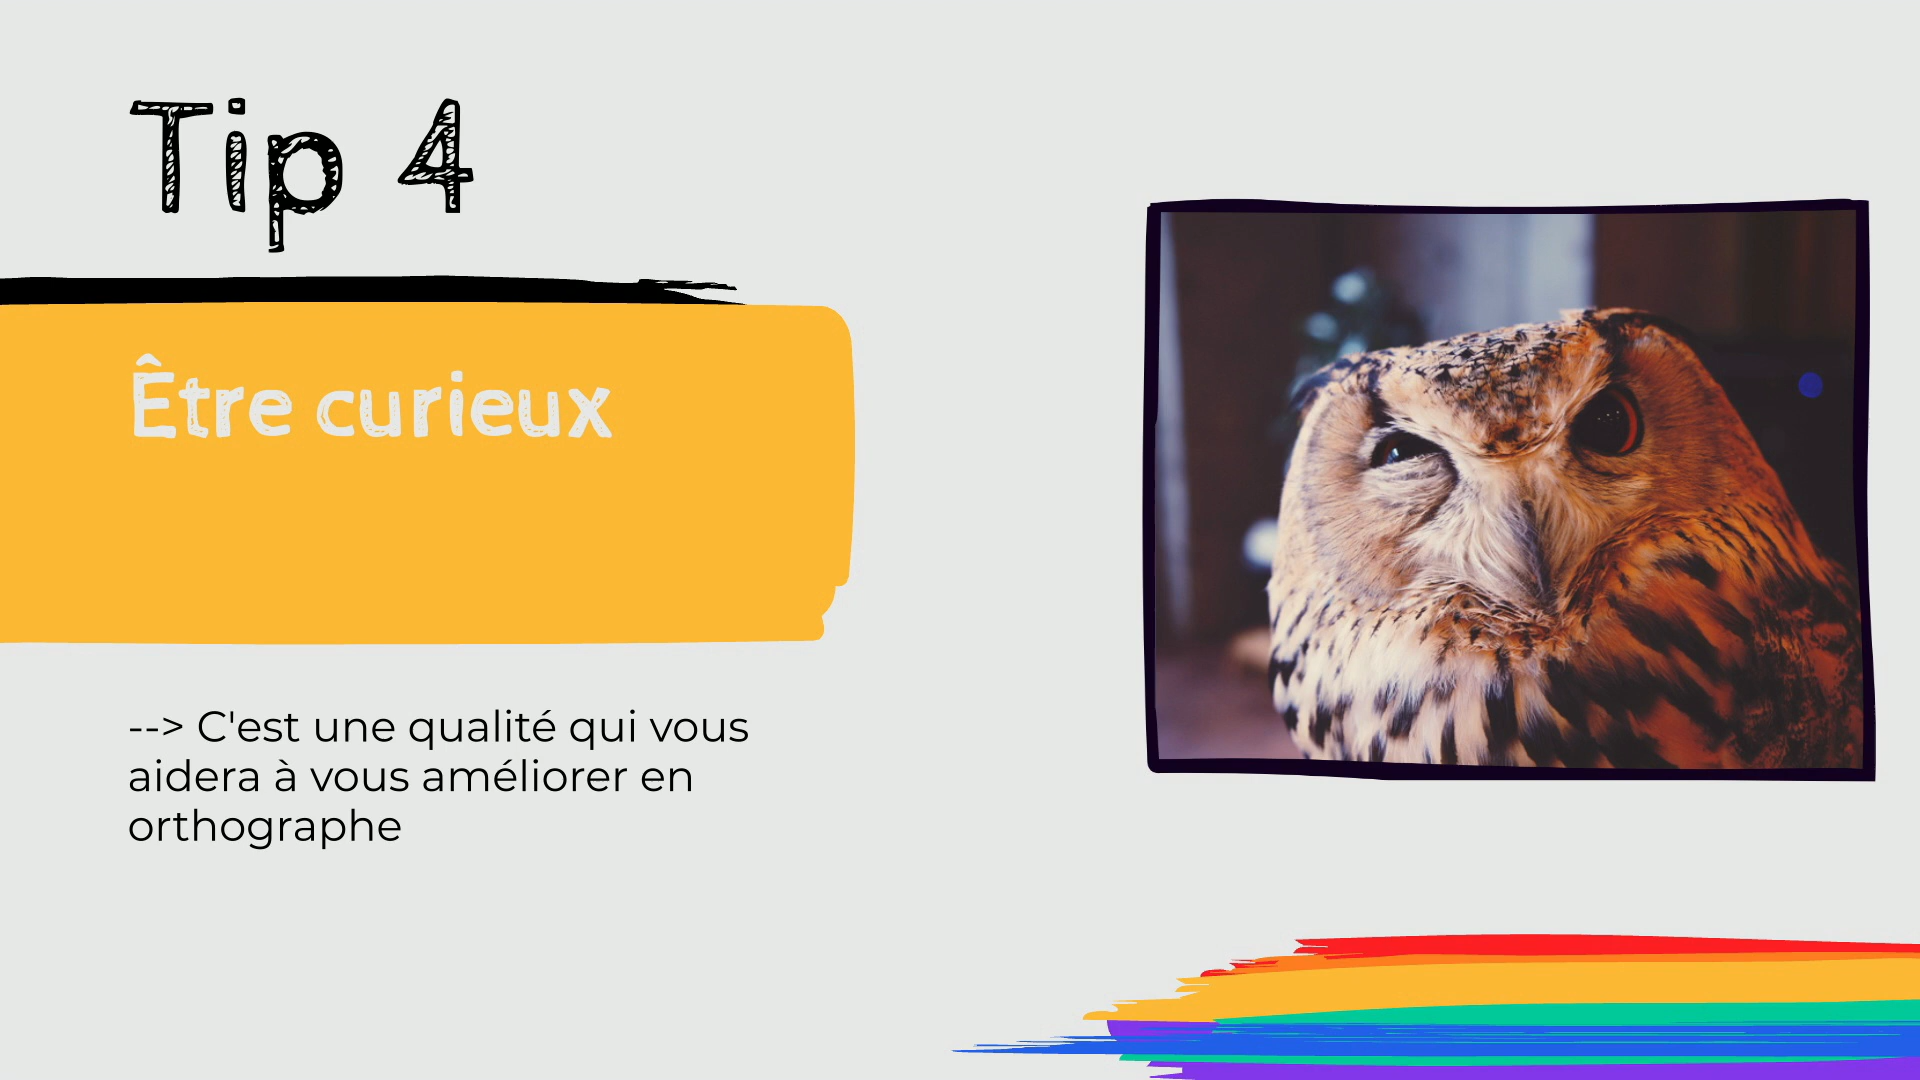 Tip 4
Être curieux
--> C'est une qualité qui vous
aidera à vous améliorer en
orthographe